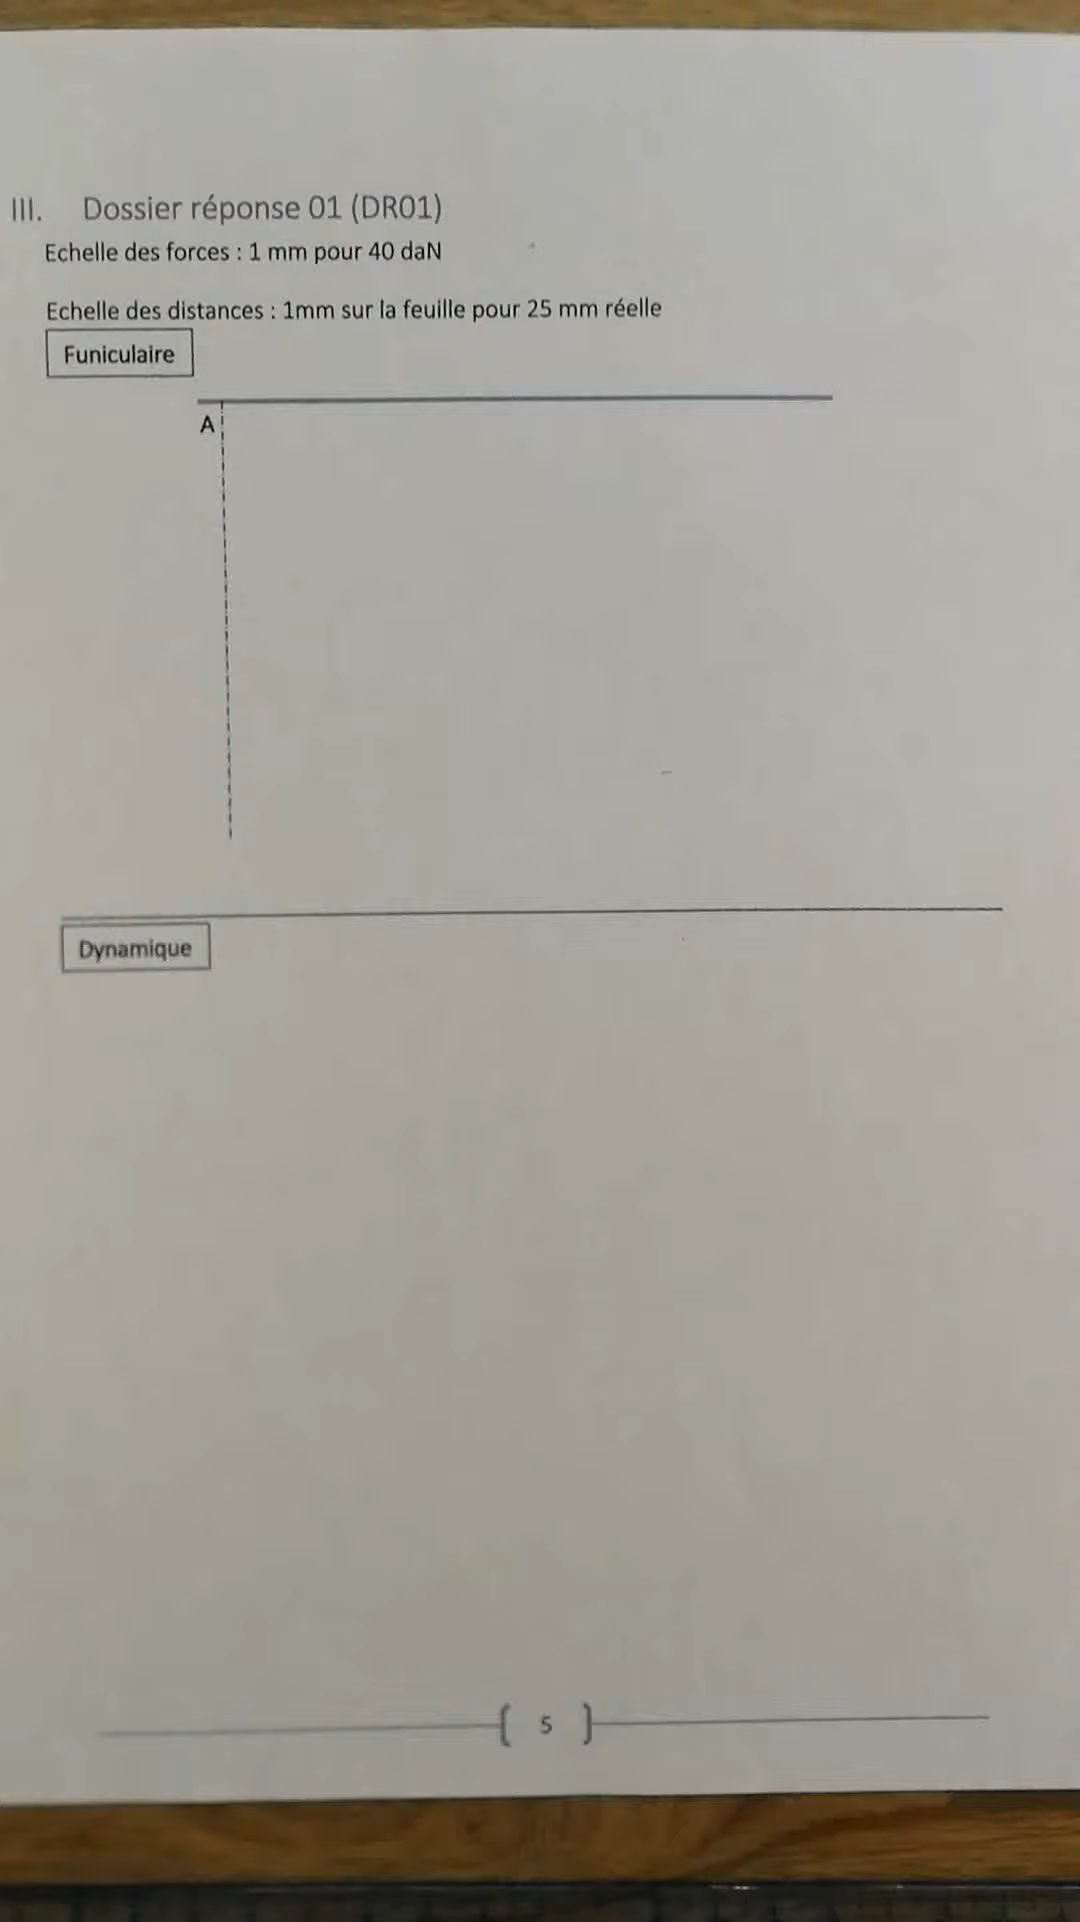 III. Dossier réponse 01 (DR01)
Echelle des forces : 1 mm pour 40 daN
Echelle des distances : 1mm sur la feuille pour 25 mm réelle
Funiculaire
A
Dynamique
5